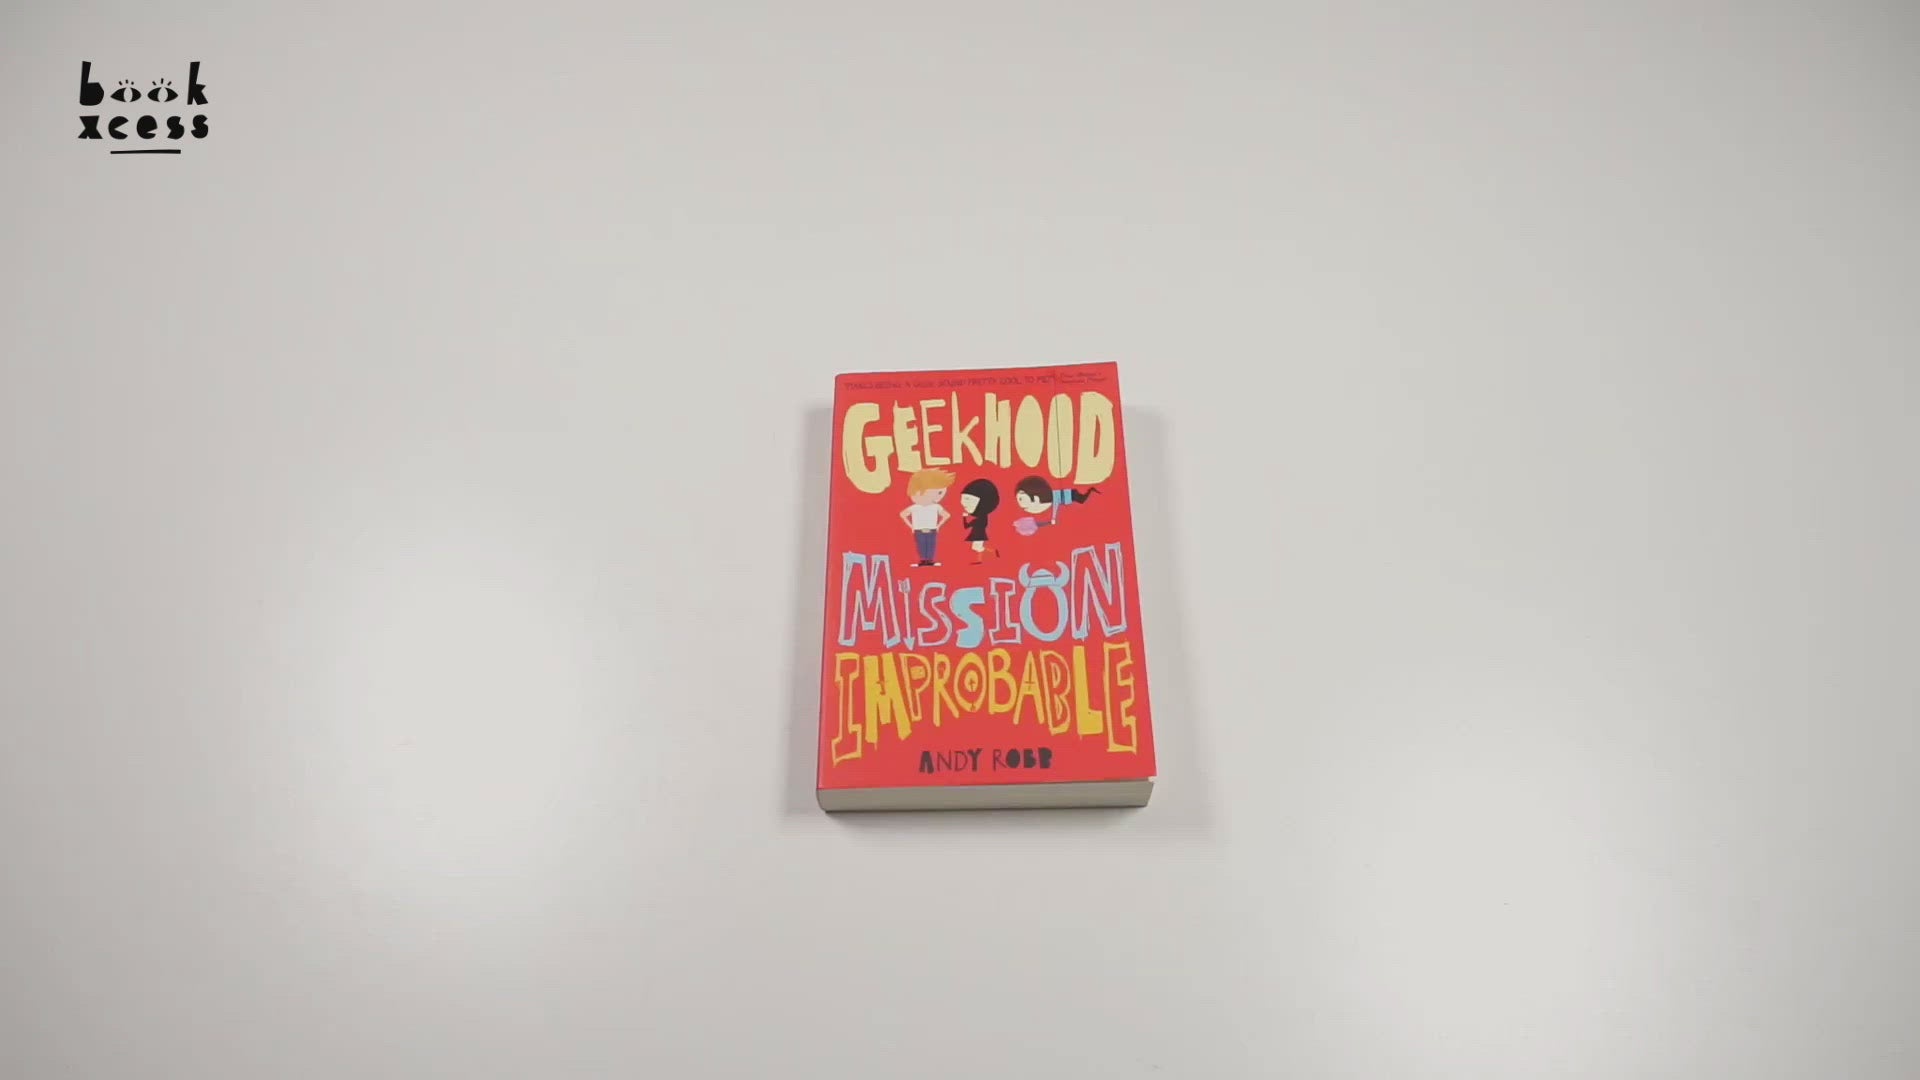 book
xcess
GEEKHOOD
MISSION
IMPROBABLE
ANDY ROBB